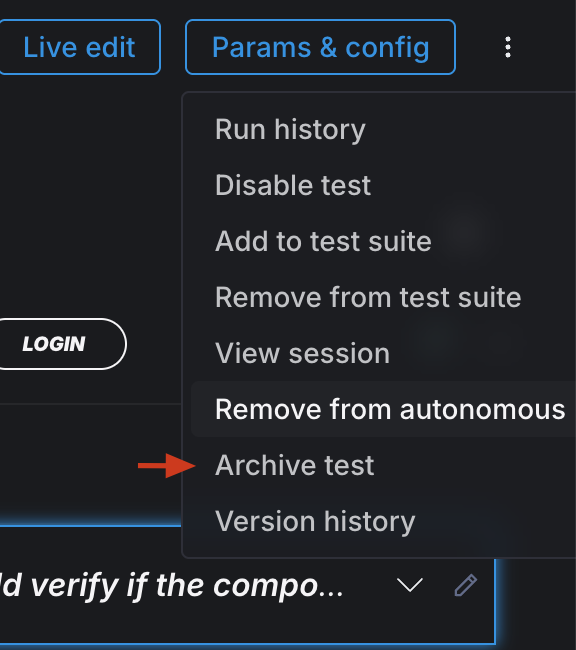 Live edit
Params & config
Run history
Disable test
Add to test suite
Remove from test suite
LOGIN
View session
Remove from autonomous
Archive test
Version history
ld verify if the compo...